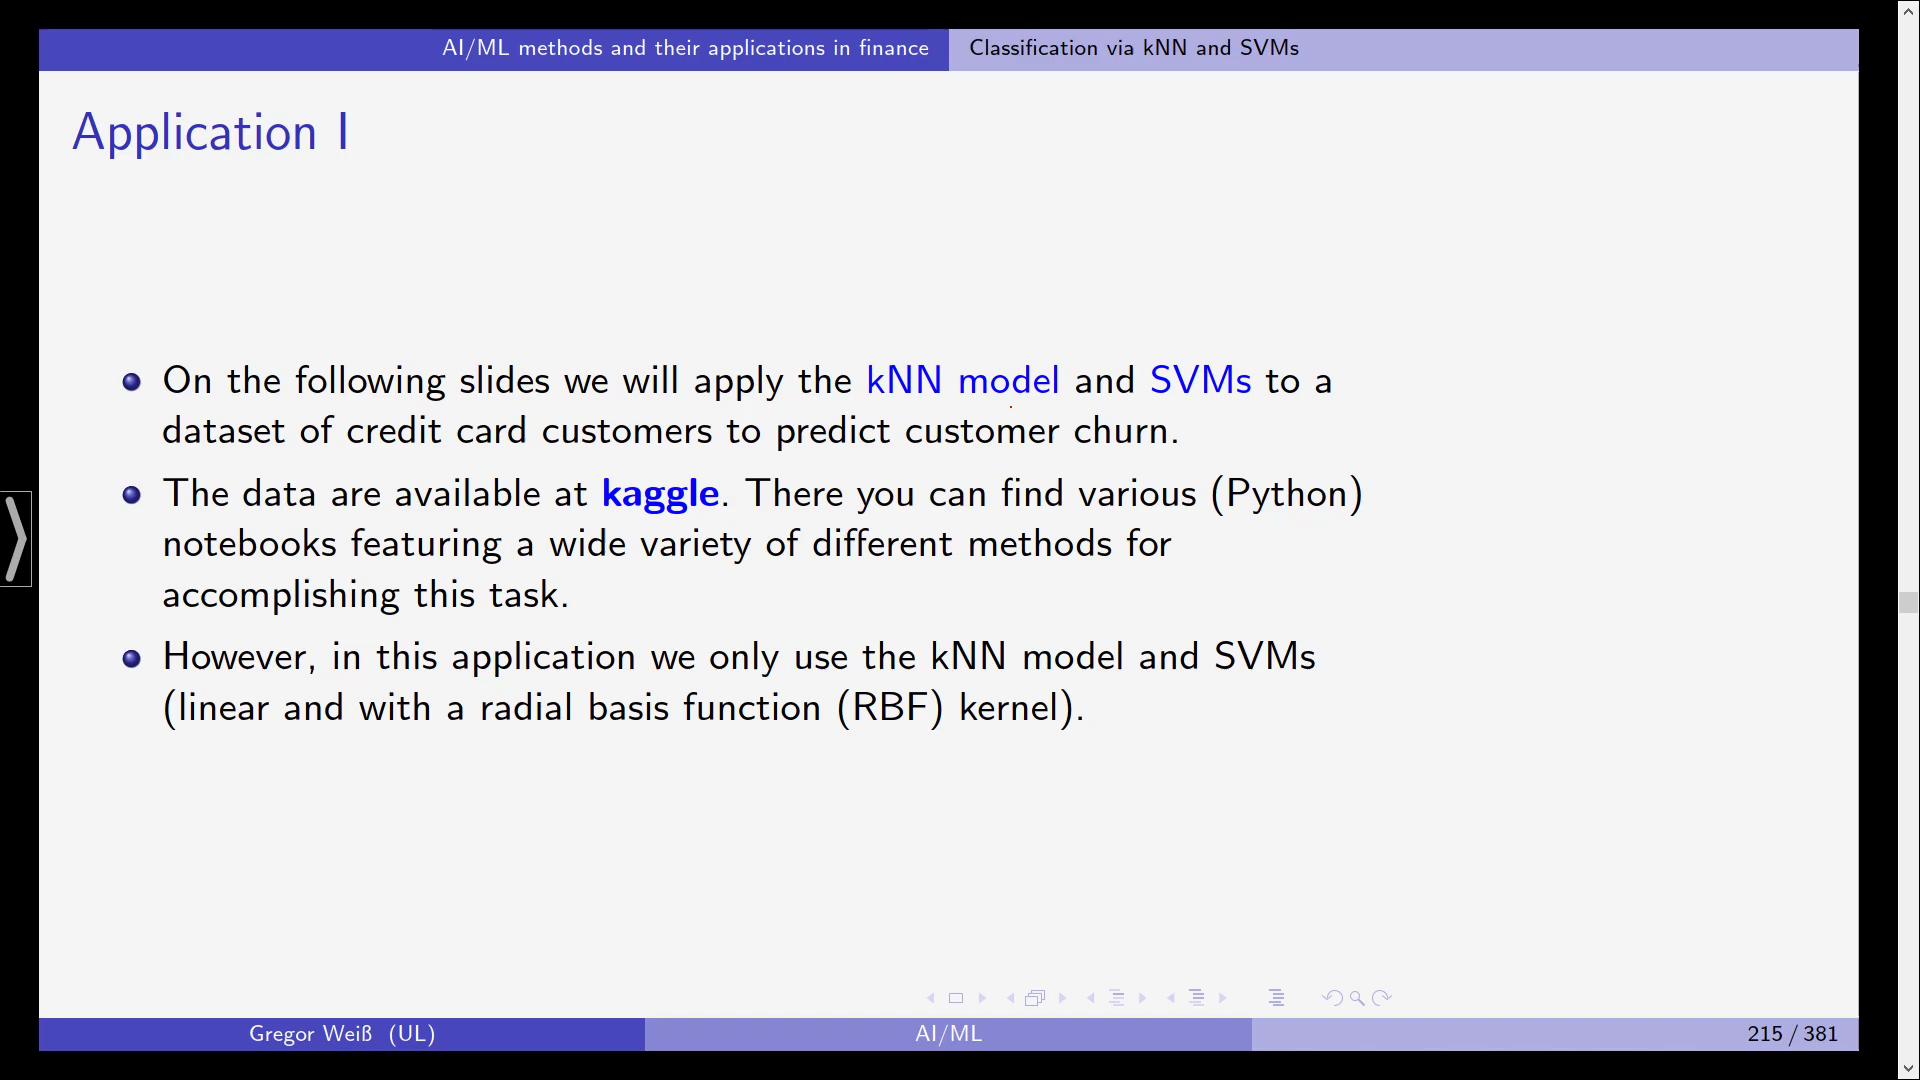 AI/ML methods and their applications in finance
Classification via kNN and SVMs
Application I
On the following slides we will apply the kNN model and SVMs to a
dataset of credit card customers to predict customer churn.
The data are available at kaggle. There you can find various (Python)
notebooks featuring a wide variety of different methods for
accomplishing this task.
However, in this application we only use the kNN model and SVMs
(linear and with a radial basis function (RBF) kernel).
Gregor Weiß (UL)
AI/ML
215 / 381